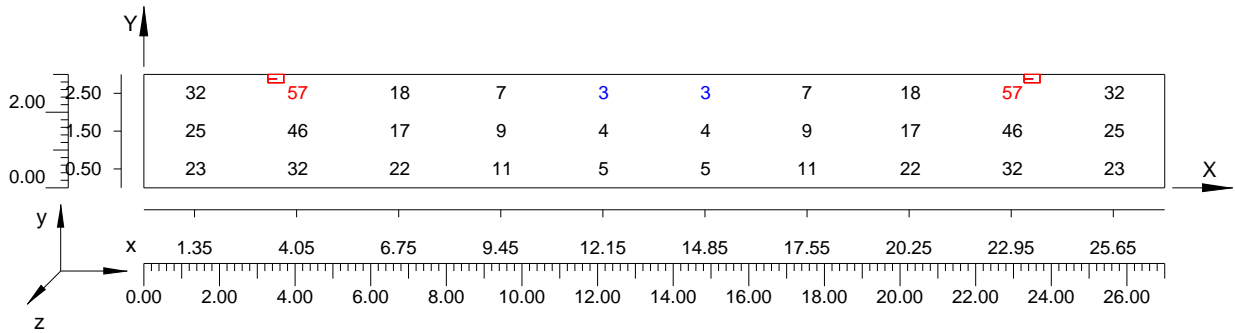 Y
2.50 32 57 18 7 3 3 7 18 57 32
2.00
1.50 25 46 17 9 4 4 9 17 46 25
0.50 23 32 22 11 5 5 11 22 32 23
0.00
X
y
x 1.35 4.05 6.75 9.45 12.15 14.85 17.55 20.25 22.95 25.65
0.00 2.00 4.00 6.00 8.00 10.00 12.00 14.00 16.00 18.00 20.00 22.00 24.00 26.00
z